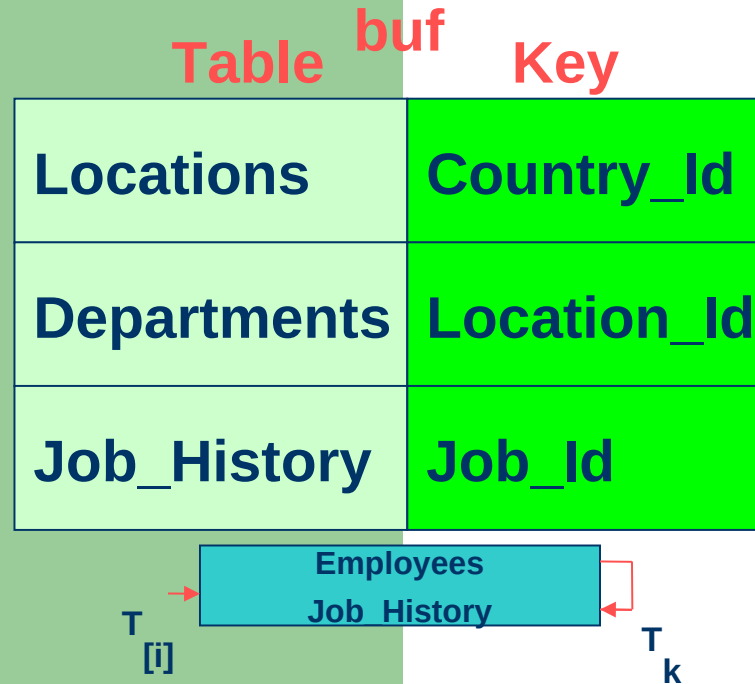 buf
Table Key
Locations Country_Id
Departments Location_Id
Job_History Job_Id
Employees
Job_History
T
[i]
T
k